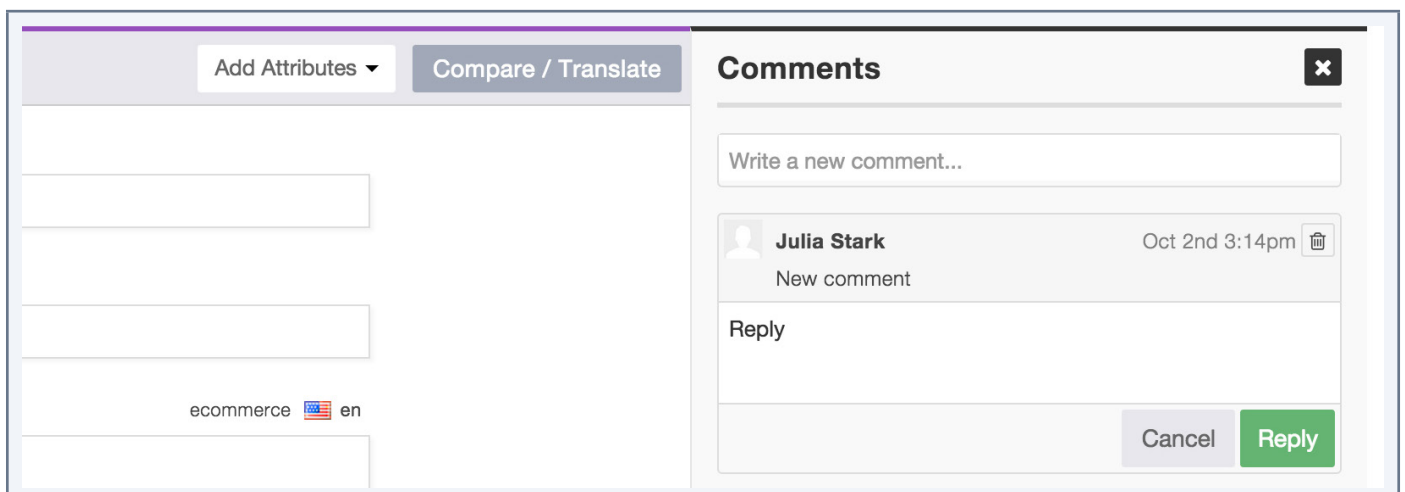 Add Attributes
Compare / Translate
ecommerce en
Comments
Write a new comment...
Julia Stark Oct 2nd 3:14pm
New comment
Reply
Cancel Reply